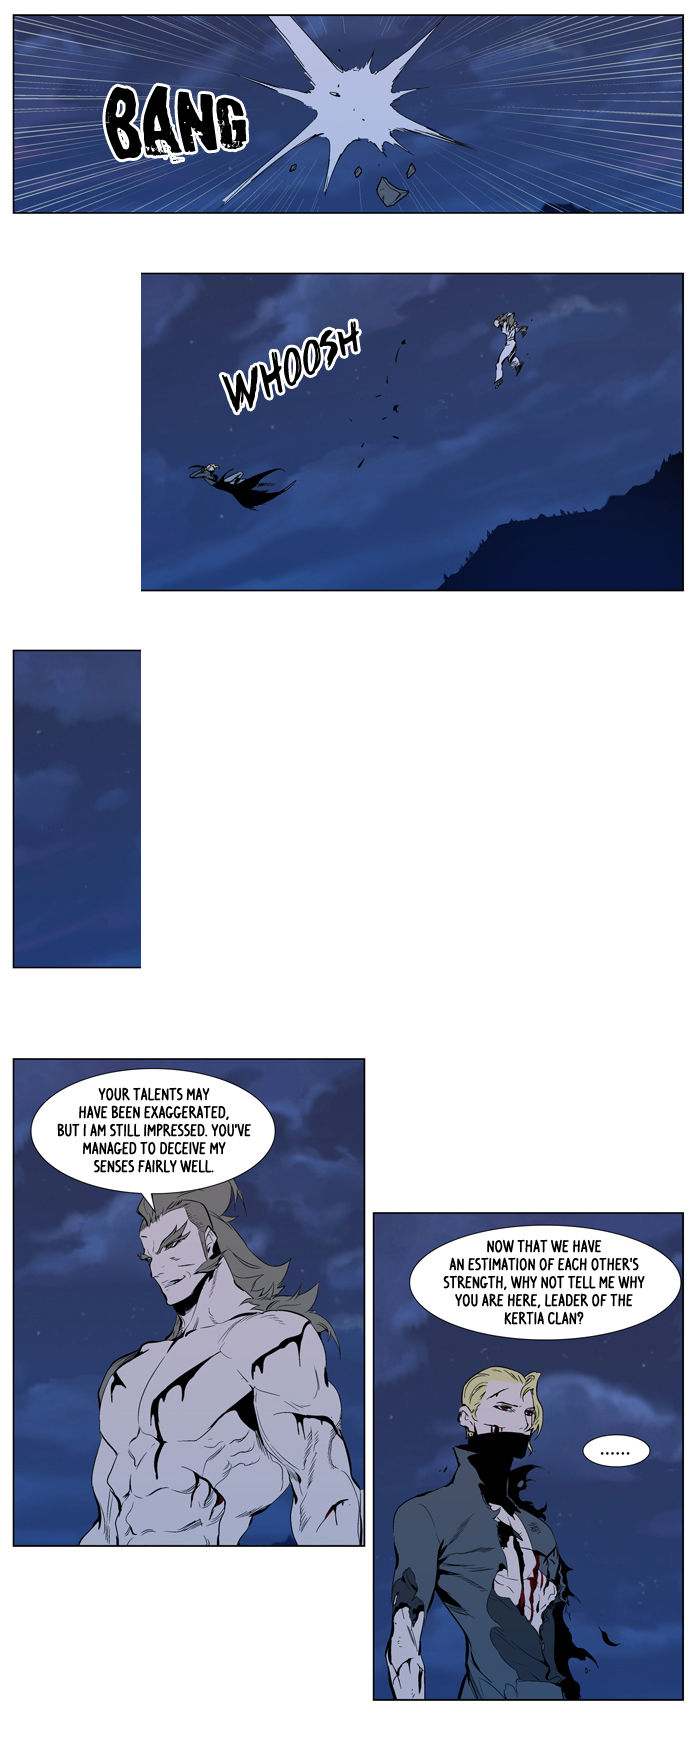 BANG
WHOOSH
YOUR TALENTS MAY
HAVE BEEN EXAGGERATED,
BUT I AM STILL IMPRESSED. YOU'VE
MANAGED TO DECEIVE MY
SENSES FAIRLY WELL.
NOW THAT WE HAVE
AN ESTIMATION OF EACH OTHER'S
STRENGTH, WHY NOT TELL ME WHY
YOU ARE HERE, LEADER OF THE
KERTIA CLAN?
......